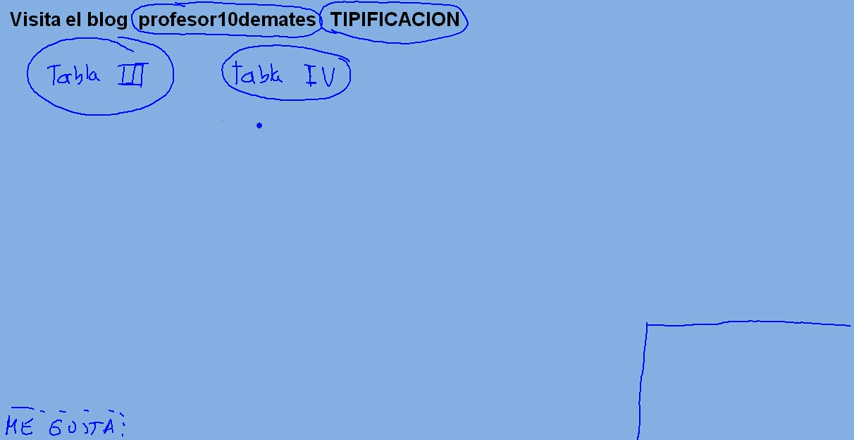 Visita el blog profesor10demates TIPIFICACION
Tabla III tabla IV
ME GUSTA: